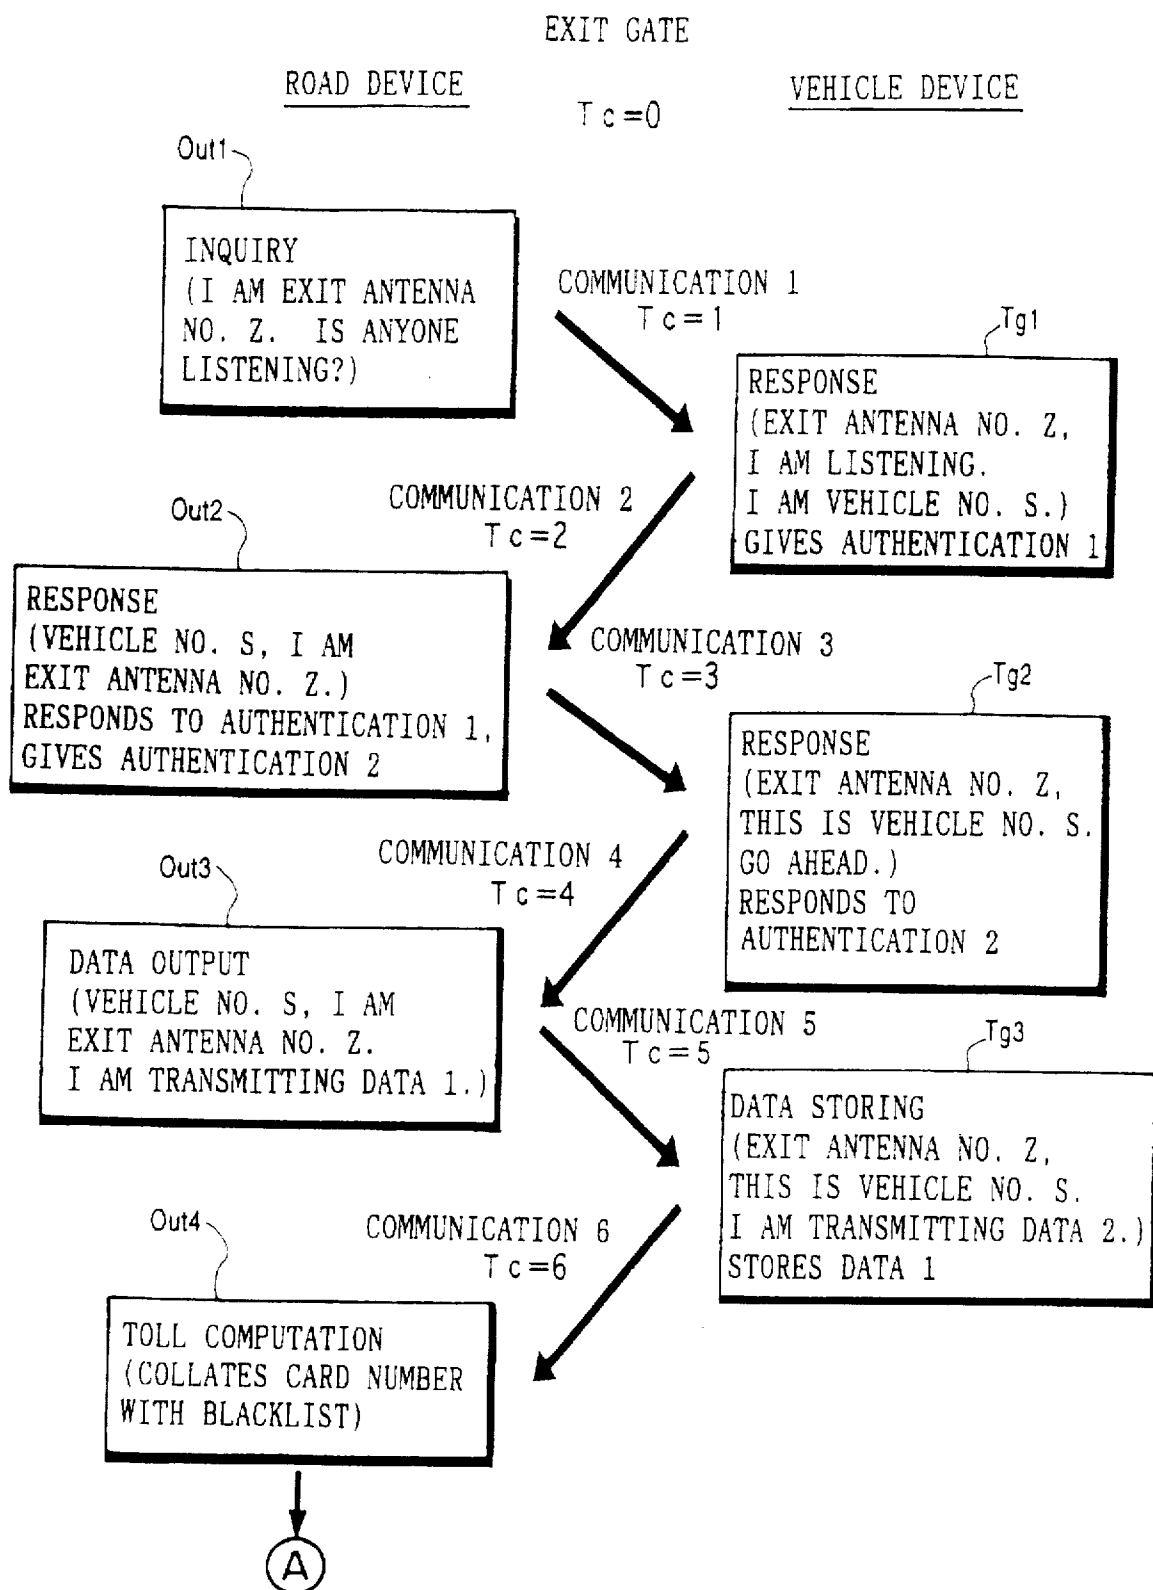 EXIT GATE
ROAD DEVICE
VEHICLE DEVICE
Tc=0
Out1
INQUIRY
(I AM EXIT ANTENNA
NO. Z. IS ANYONE
LISTENING?)
COMMUNICATION 1
Tc=1
Tg1
RESPONSE
(EXIT ANTENNA NO. Z,
I AM LISTENING.
I AM VEHICLE NO. S.)
GIVES AUTHENTICATION 1
COMMUNICATION 2
Tc=2
Out2
RESPONSE
(VEHICLE NO. S, I AM
EXIT ANTENNA NO. Z.)
RESPONDS TO AUTHENTICATION 1,
GIVES AUTHENTICATION 2
COMMUNICATION 3
Tc=3
Tg2
RESPONSE
(EXIT ANTENNA NO. Z,
THIS IS VEHICLE NO. S.
GO AHEAD.)
RESPONDS TO
AUTHENTICATION 2
COMMUNICATION 4
Tc=4
Out3
DATA OUTPUT
(VEHICLE NO. S, I AM
EXIT ANTENNA NO. Z.
I AM TRANSMITTING DATA 1.)
COMMUNICATION 5
Tc=5
Tg3
DATA STORING
(EXIT ANTENNA NO. Z,
THIS IS VEHICLE NO. S.
I AM TRANSMITTING DATA 2.)
STORES DATA 1
COMMUNICATION 6
Tc=6
Out4
TOLL COMPUTATION
(COLLATES CARD NUMBER
WITH BLACKLIST)
A